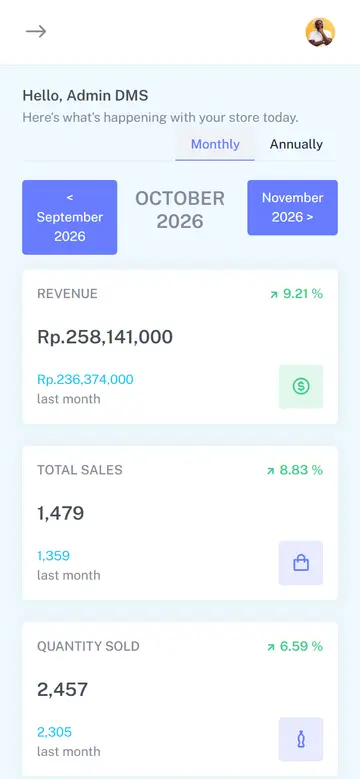 Hello, Admin DMS
Here's what's happening with your store today.
Monthly
Annually
<
September
2026
OCTOBER
2026
November
2026 >
REVENUE
9.21 %
Rp.258,141,000
Rp.236,374,000
last month
TOTAL SALES
8.83 %
1,479
1,359
last month
QUANTITY SOLD
6.59 %
2,457
2,305
last month